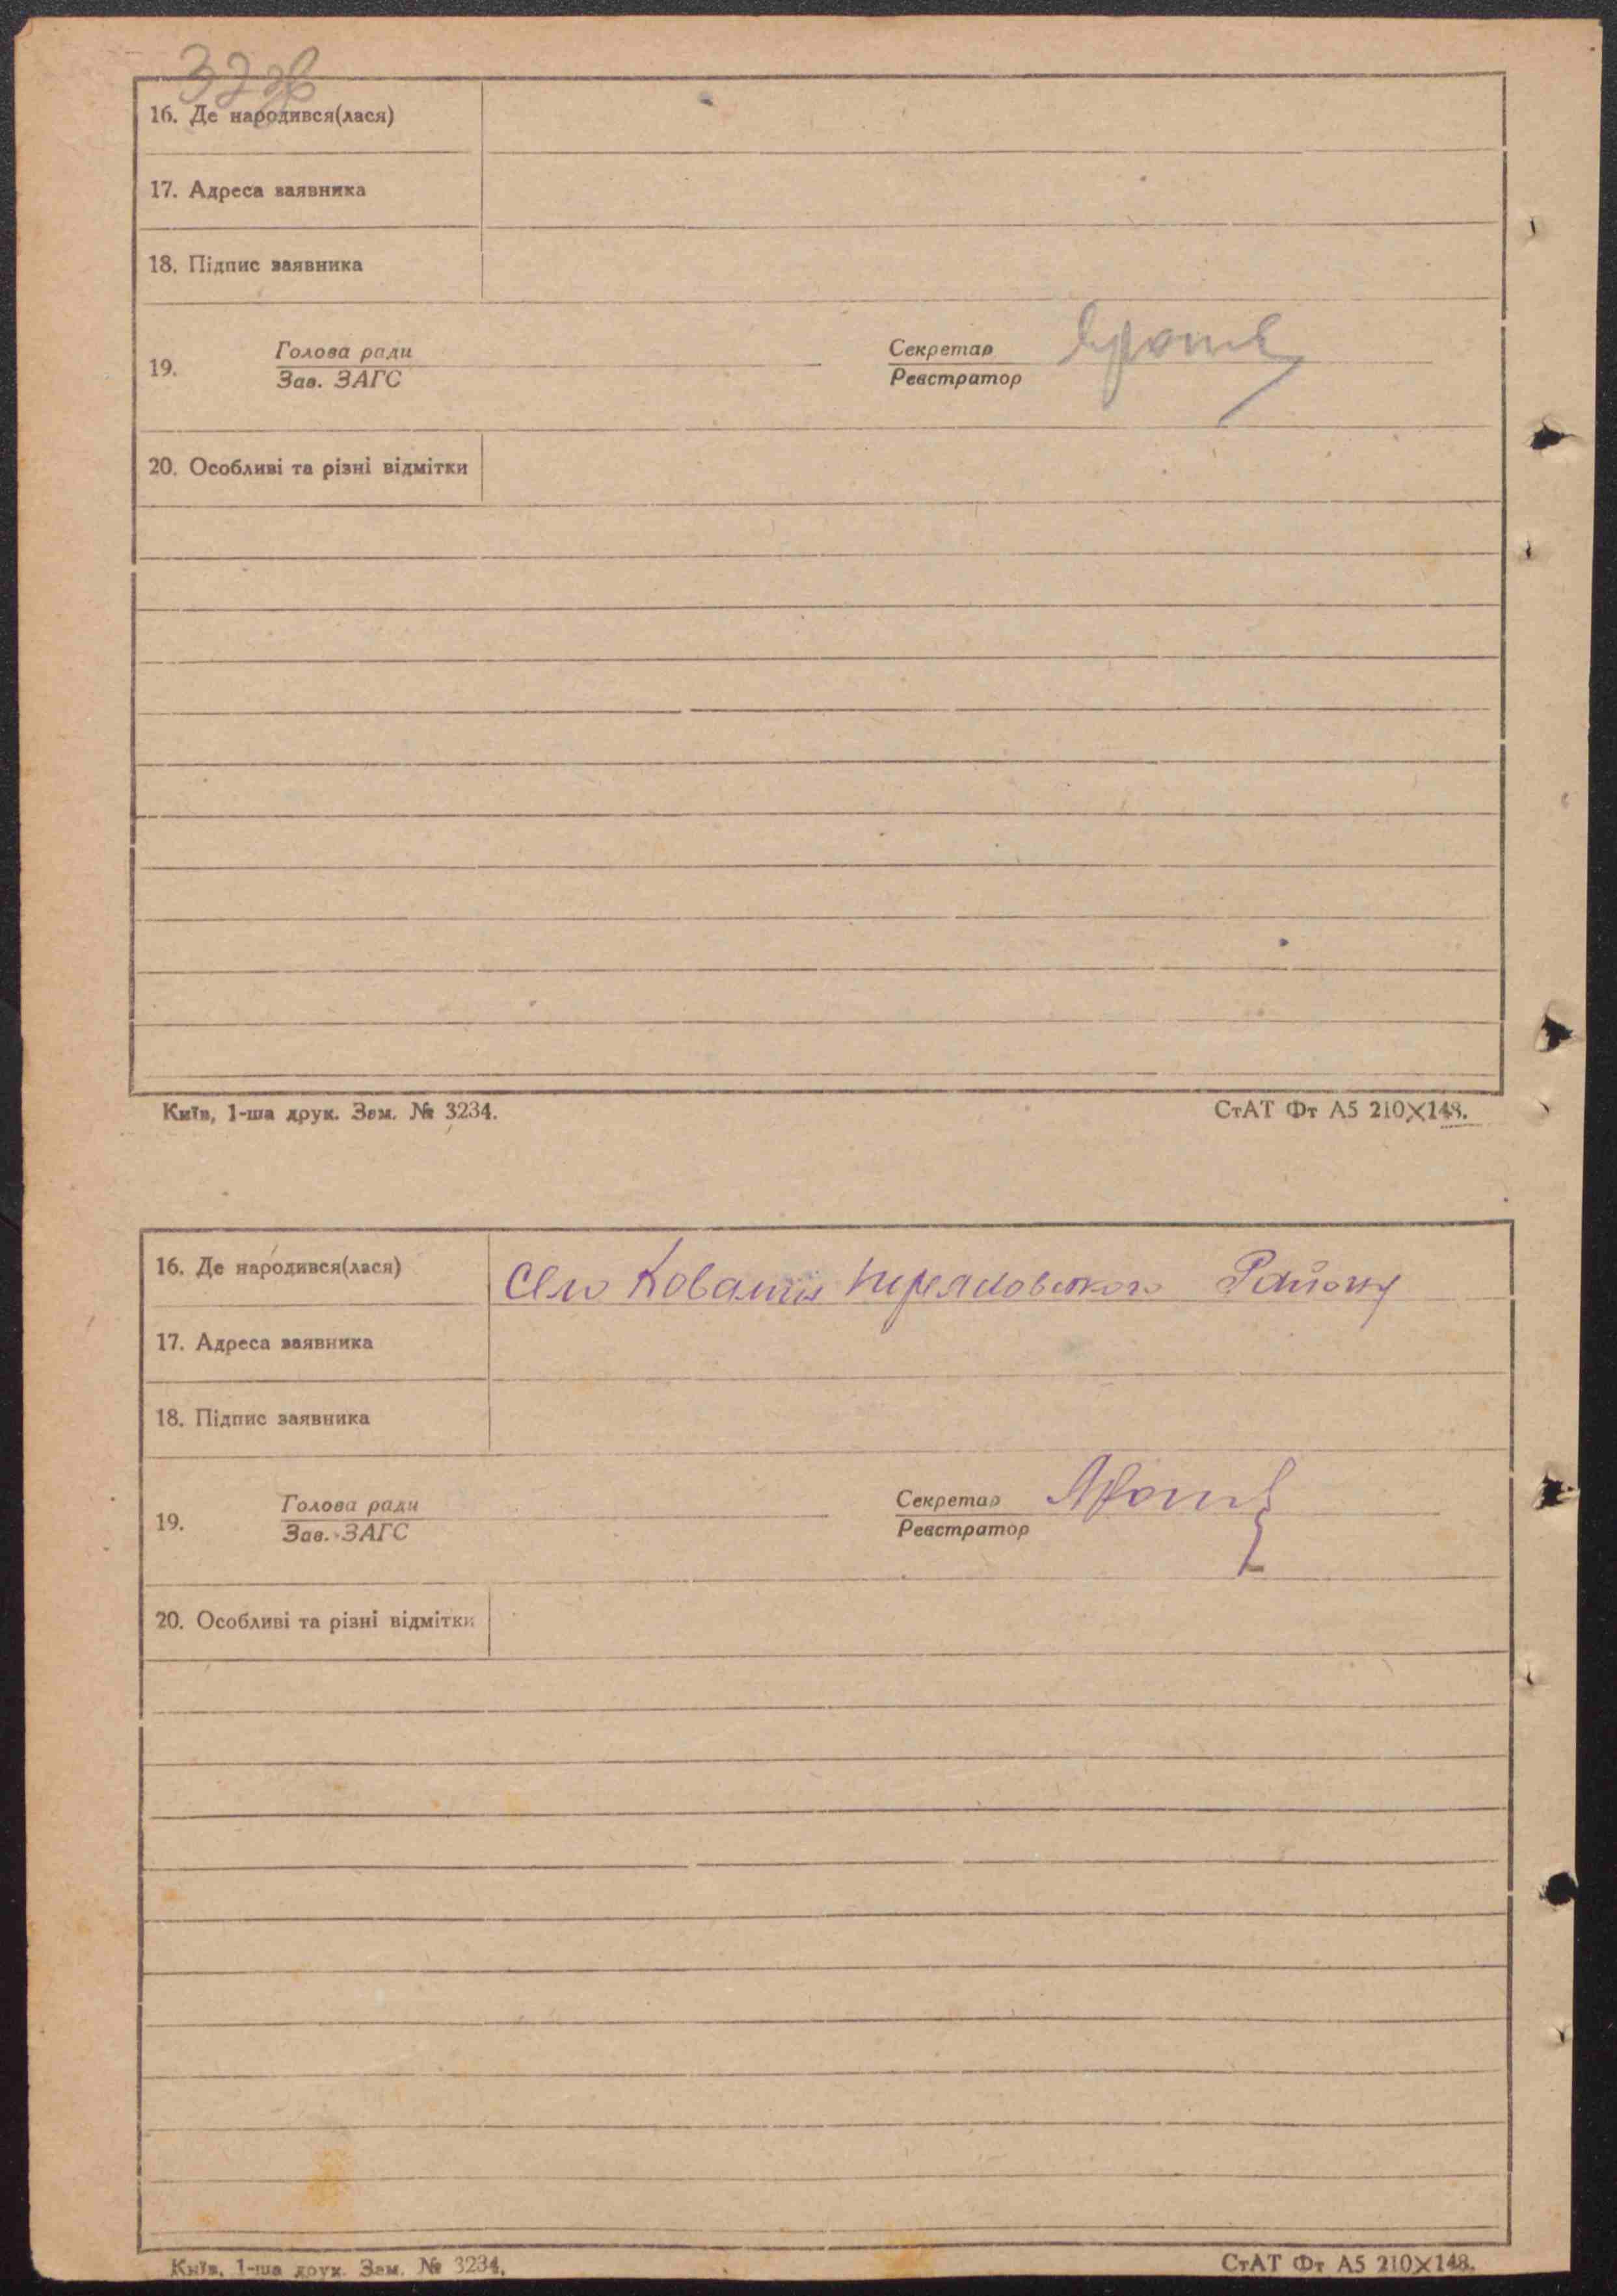 16. Де народився(лася)
17. Адреса заявника
18. Підпис заявника
19. Голова ради
Зав. ЗАГС
Секретар
Реєстратор
20. Особливі та різні відмітки
Київ, 1-ша друк. Зам. № 3234.
СтАТ Фт А5 210×148.
16. Де народився(лася) Село Ковалин Району
17. Адреса заявника
18. Підпис заявника
19. Голова ради
Зав. ЗАГС
Секретар
Реєстратор
20. Особливі та різні відмітки
Київ, 1-ша друк. Зам. № 3234.
СтАТ Фт А5 210×148.